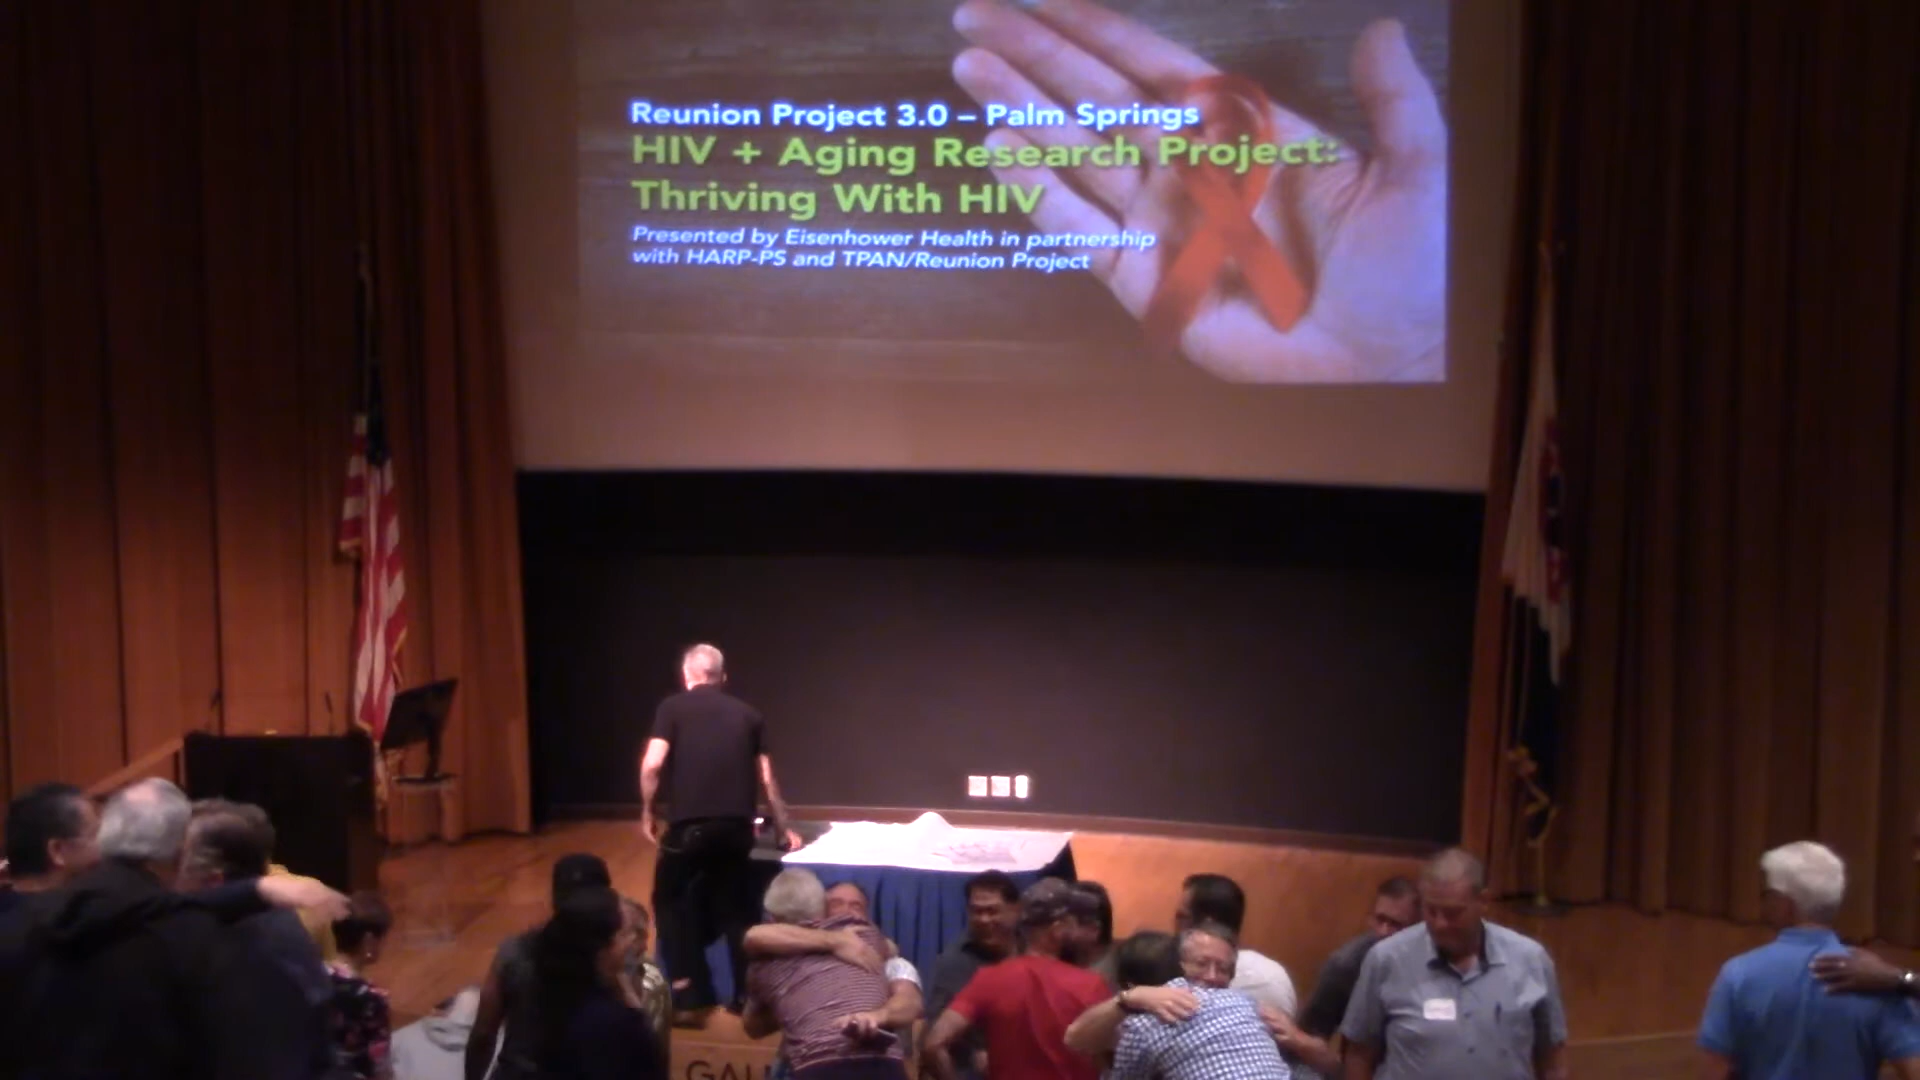 Reunion Project 3.0 – Palm Springs
HIV + Aging Research Project:
Thriving With HIV
Presented by Eisenhower Health in partnership
with HARP-PS and TPAN/Reunion Project